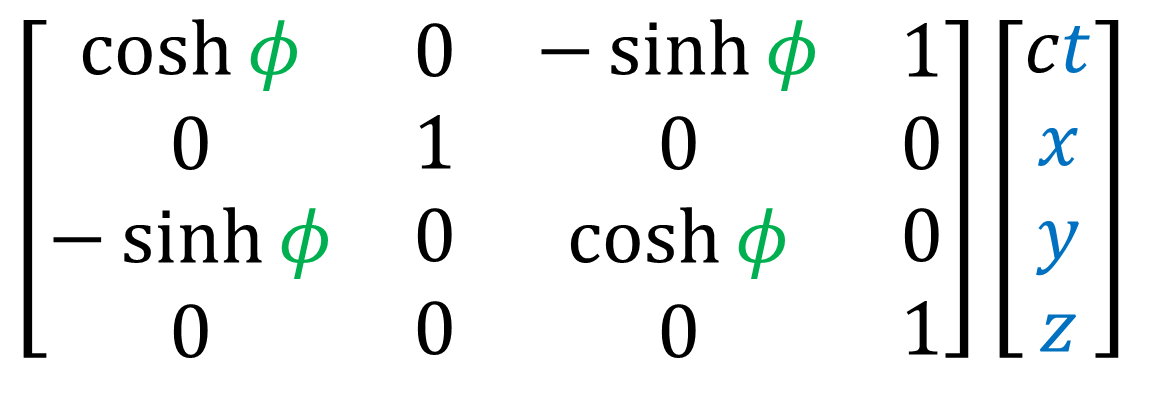 cosh ϕ 0 − sinh ϕ 1 ct
0 1 0 0 x
− sinh ϕ 0 cosh ϕ 0 y
0 0 0 1 z